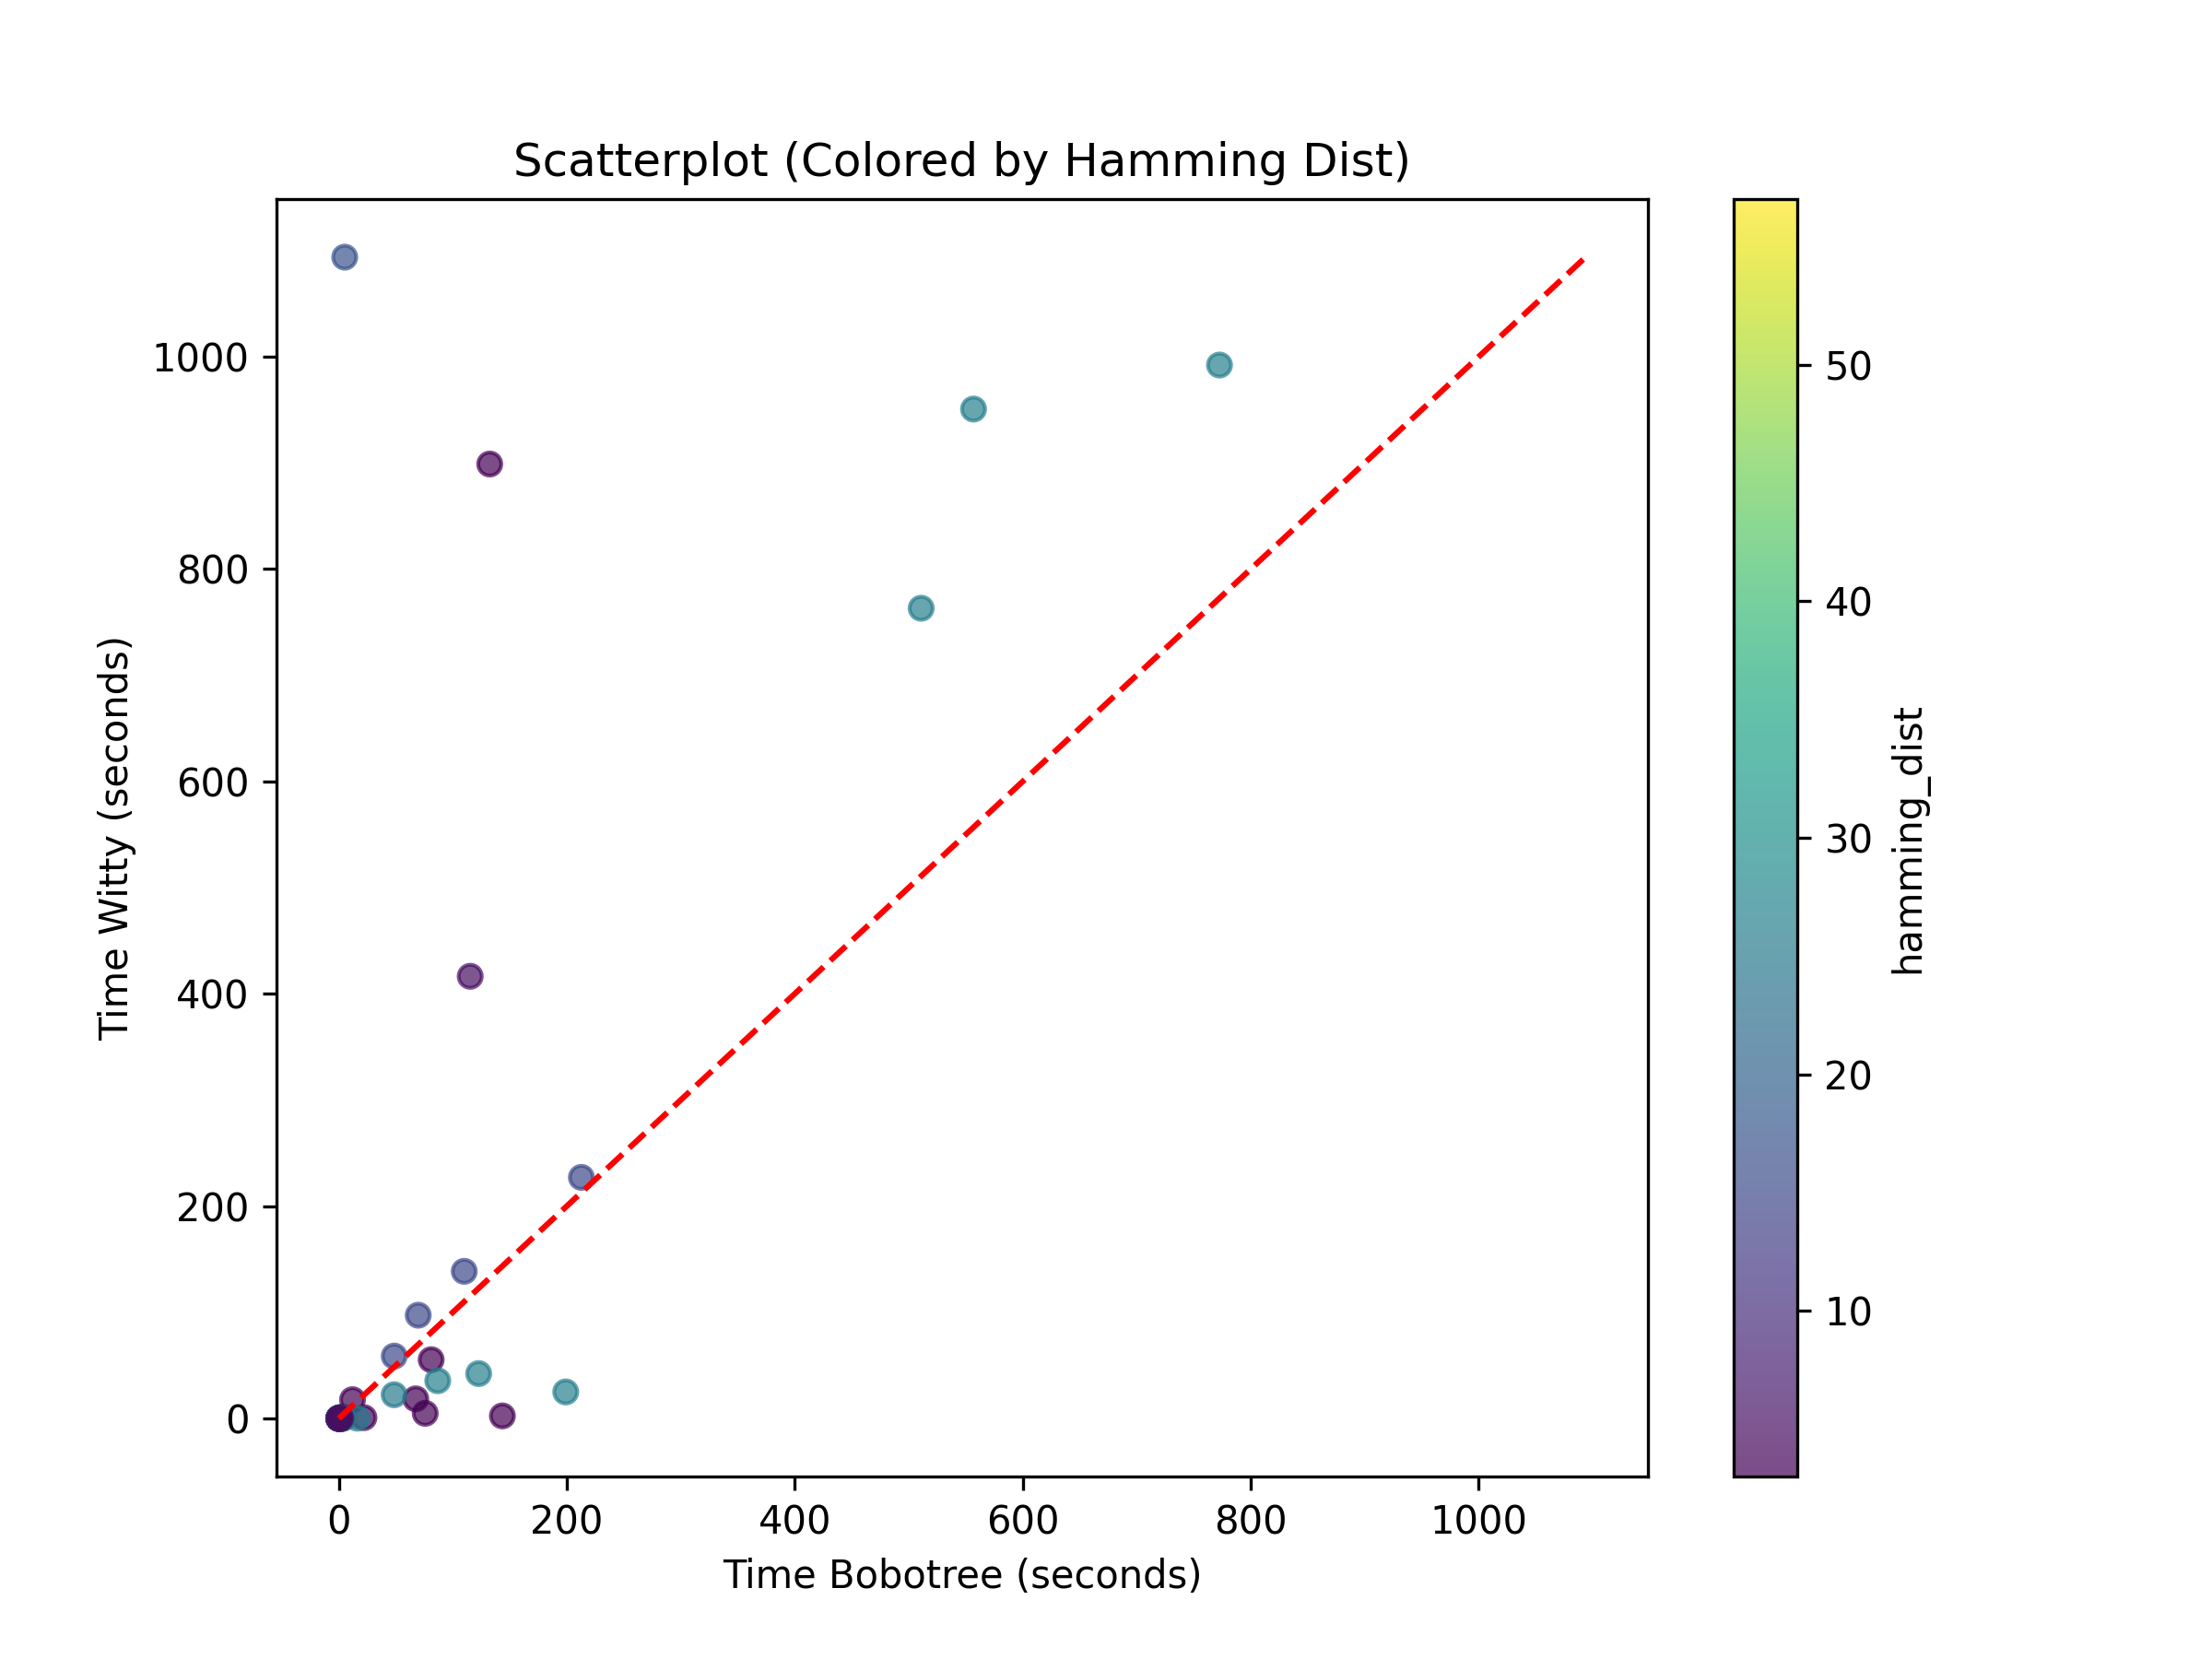 Scatterplot (Colored by Hamming Dist)
Time Witty (seconds)
1000
800
600
400
200
0
0 200 400 600 800 1000
Time Bobotree (seconds)
50
40
30
20
10
hamming_dist